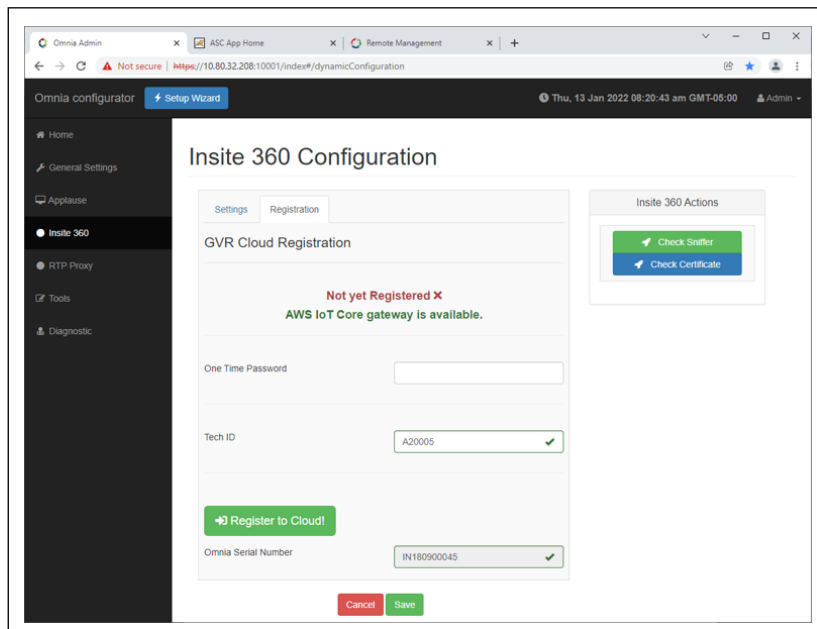 Omnia Admin
ASC App Home
Remote Management
Not secure | https://10.80.32.208:10001/index#/dynamicConfiguration
Omnia configurator
Setup Wizard
Thu, 13 Jan 2022 08:20:43 am GMT-05:00
Admin
Home
General Settings
Applause
Insite 360
RTP Proxy
Tools
Diagnostic
Insite 360 Configuration
Settings
Registration
GVR Cloud Registration
Not yet Registered
AWS IoT Core gateway is available.
One Time Password
Tech ID
A20005
Register to Cloud!
Omnia Serial Number
IN180900045
Cancel
Save
Insite 360 Actions
Check Sniffer
Check Certificate